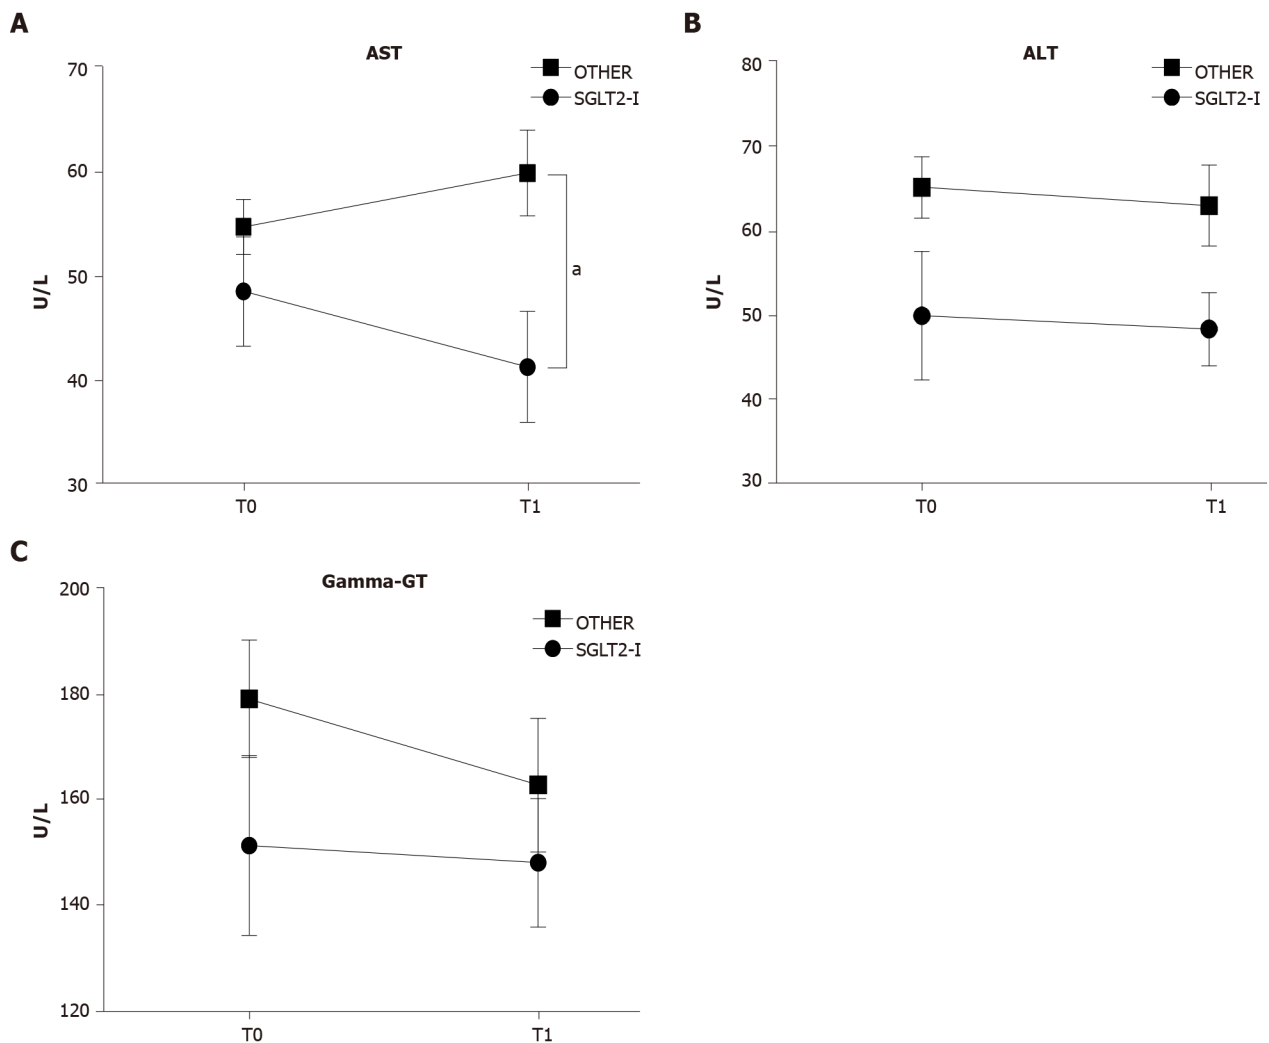 A
AST
OTHER
SGLT2-I
70
60
50
40
30
U/L
a
T0
T1
B
ALT
OTHER
SGLT2-I
80
70
60
50
40
30
U/L
T0
T1
C
Gamma-GT
OTHER
SGLT2-I
200
180
160
140
120
U/L
T0
T1